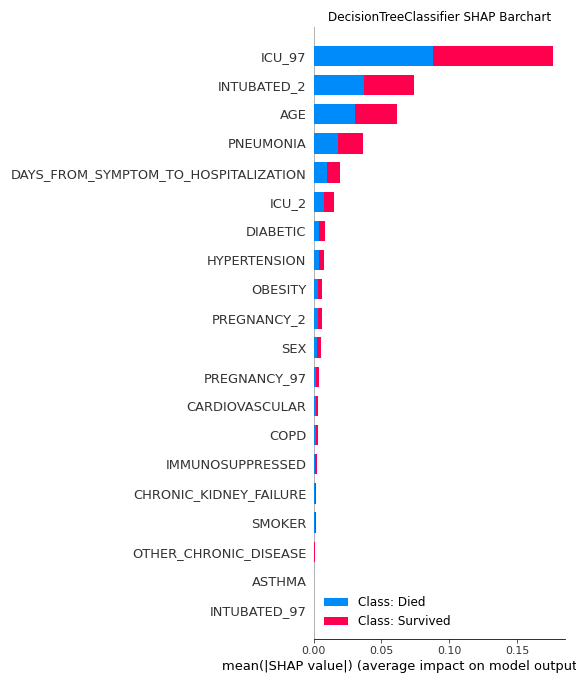 DecisionTreeClassifier SHAP Barchart
ICU_97
INTUBATED_2
AGE
PNEUMONIA
DAYS_FROM_SYMPTOM_TO_HOSPITALIZATION
ICU_2
DIABETIC
HYPERTENSION
OBESITY
PREGNANCY_2
SEX
PREGNANCY_97
CARDIOVASCULAR
COPD
IMMUNOSUPPRESSED
CHRONIC_KIDNEY_FAILURE
SMOKER
OTHER_CHRONIC_DISEASE
ASTHMA
INTUBATED_97
Class: Died
Class: Survived
0.00 0.05 0.10 0.15
mean(|SHAP value|) (average impact on model output